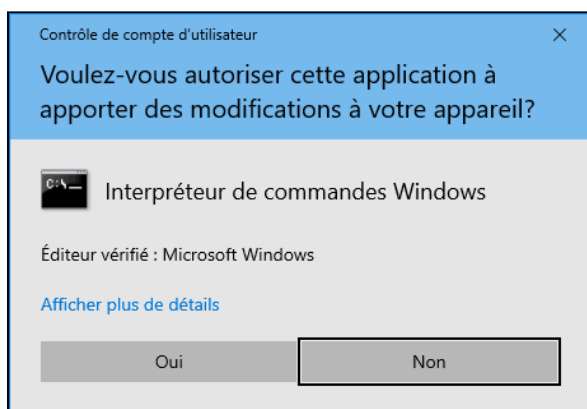 Contrôle de compte d'utilisateur
Voulez-vous autoriser cette application à
apporter des modifications à votre appareil?
C:\_
Interpréteur de commandes Windows
Éditeur vérifié : Microsoft Windows
Afficher plus de détails
Oui
Non